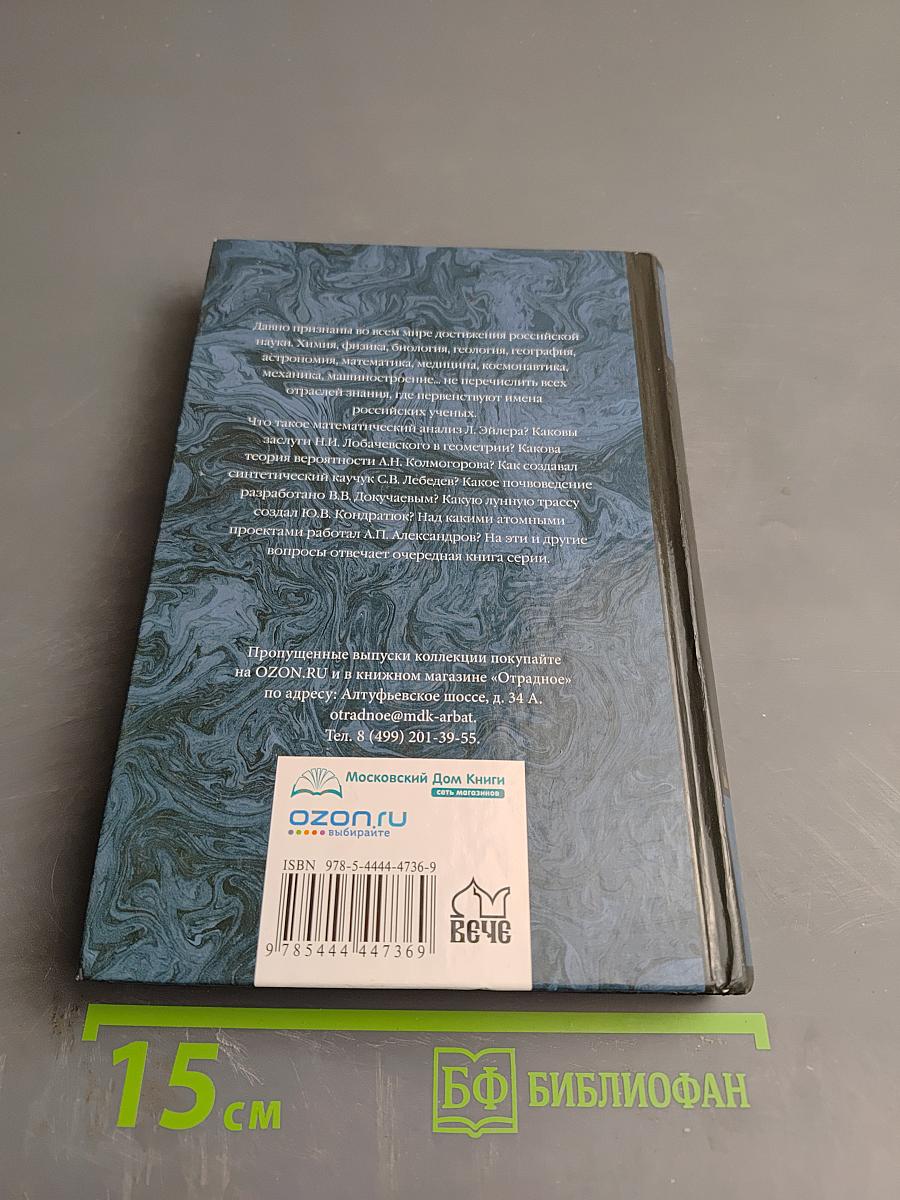 Давно признаны во всем мире достижения российской
науки. Химия, физика, биология, геология, география,
астрономия, математика, медицина, космонавтика,
механика, машиностроение... не перечислить всех
отраслей знания, где первенствуют имена
российских ученых.
Что такое математический анализ Л. Эйлера? Каковы
заслуги Н.И. Лобачевского в геометрии? Какова
теория вероятности А.Н. Колмогорова? Как создавал
синтетический каучук С.В. Лебедев? Какое почвоведение
разработано В.В. Докучаевым? Какую лунную трассу
создал Ю.В. Кондратюк? Над какими атомными
проектами работал А.П. Александров? На эти и другие
вопросы отвечает очередная книга серии.
Пропущенные выпуски коллекции покупайте
на OZON.RU и в книжном магазине «Отрадное»
по адресу: Алтуфьевское шоссе, д. 34 А.
otradnoe@mdk-arbat.
Тел. 8 (499) 201-39-55.
Московский Дом Книги
сеть магазинов
ozon.ru
выбирайте
ISBN 978-5-4444-4736-9
9 785444 447369
ВЕЧЕ
15 см
БФ БИБЛИОФАН